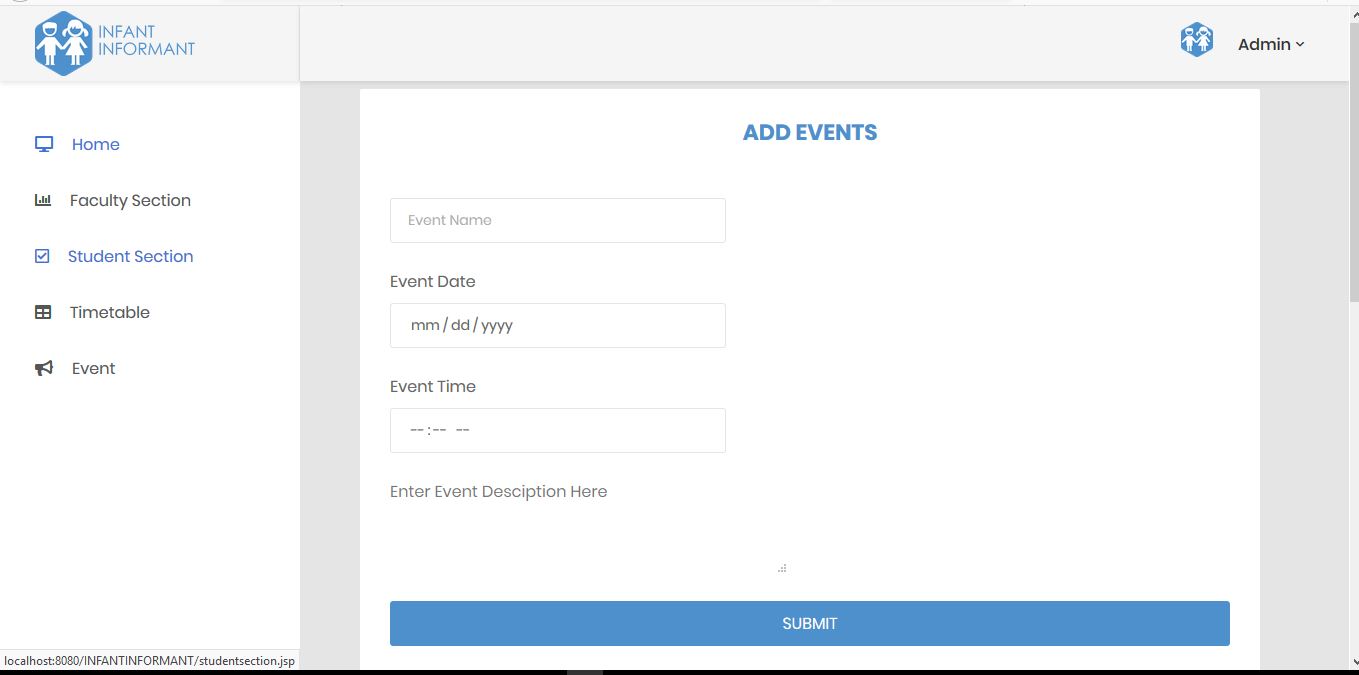 INFANT
INFORMANT
Admin
Home
Faculty Section
Student Section
Timetable
Event
ADD EVENTS
Event Name
Event Date
mm / dd / yyyy
Event Time
-- : -- --
Enter Event Desciption Here
SUBMIT
localhost:8080/INFANTINFORMANT/studentsection.jsp